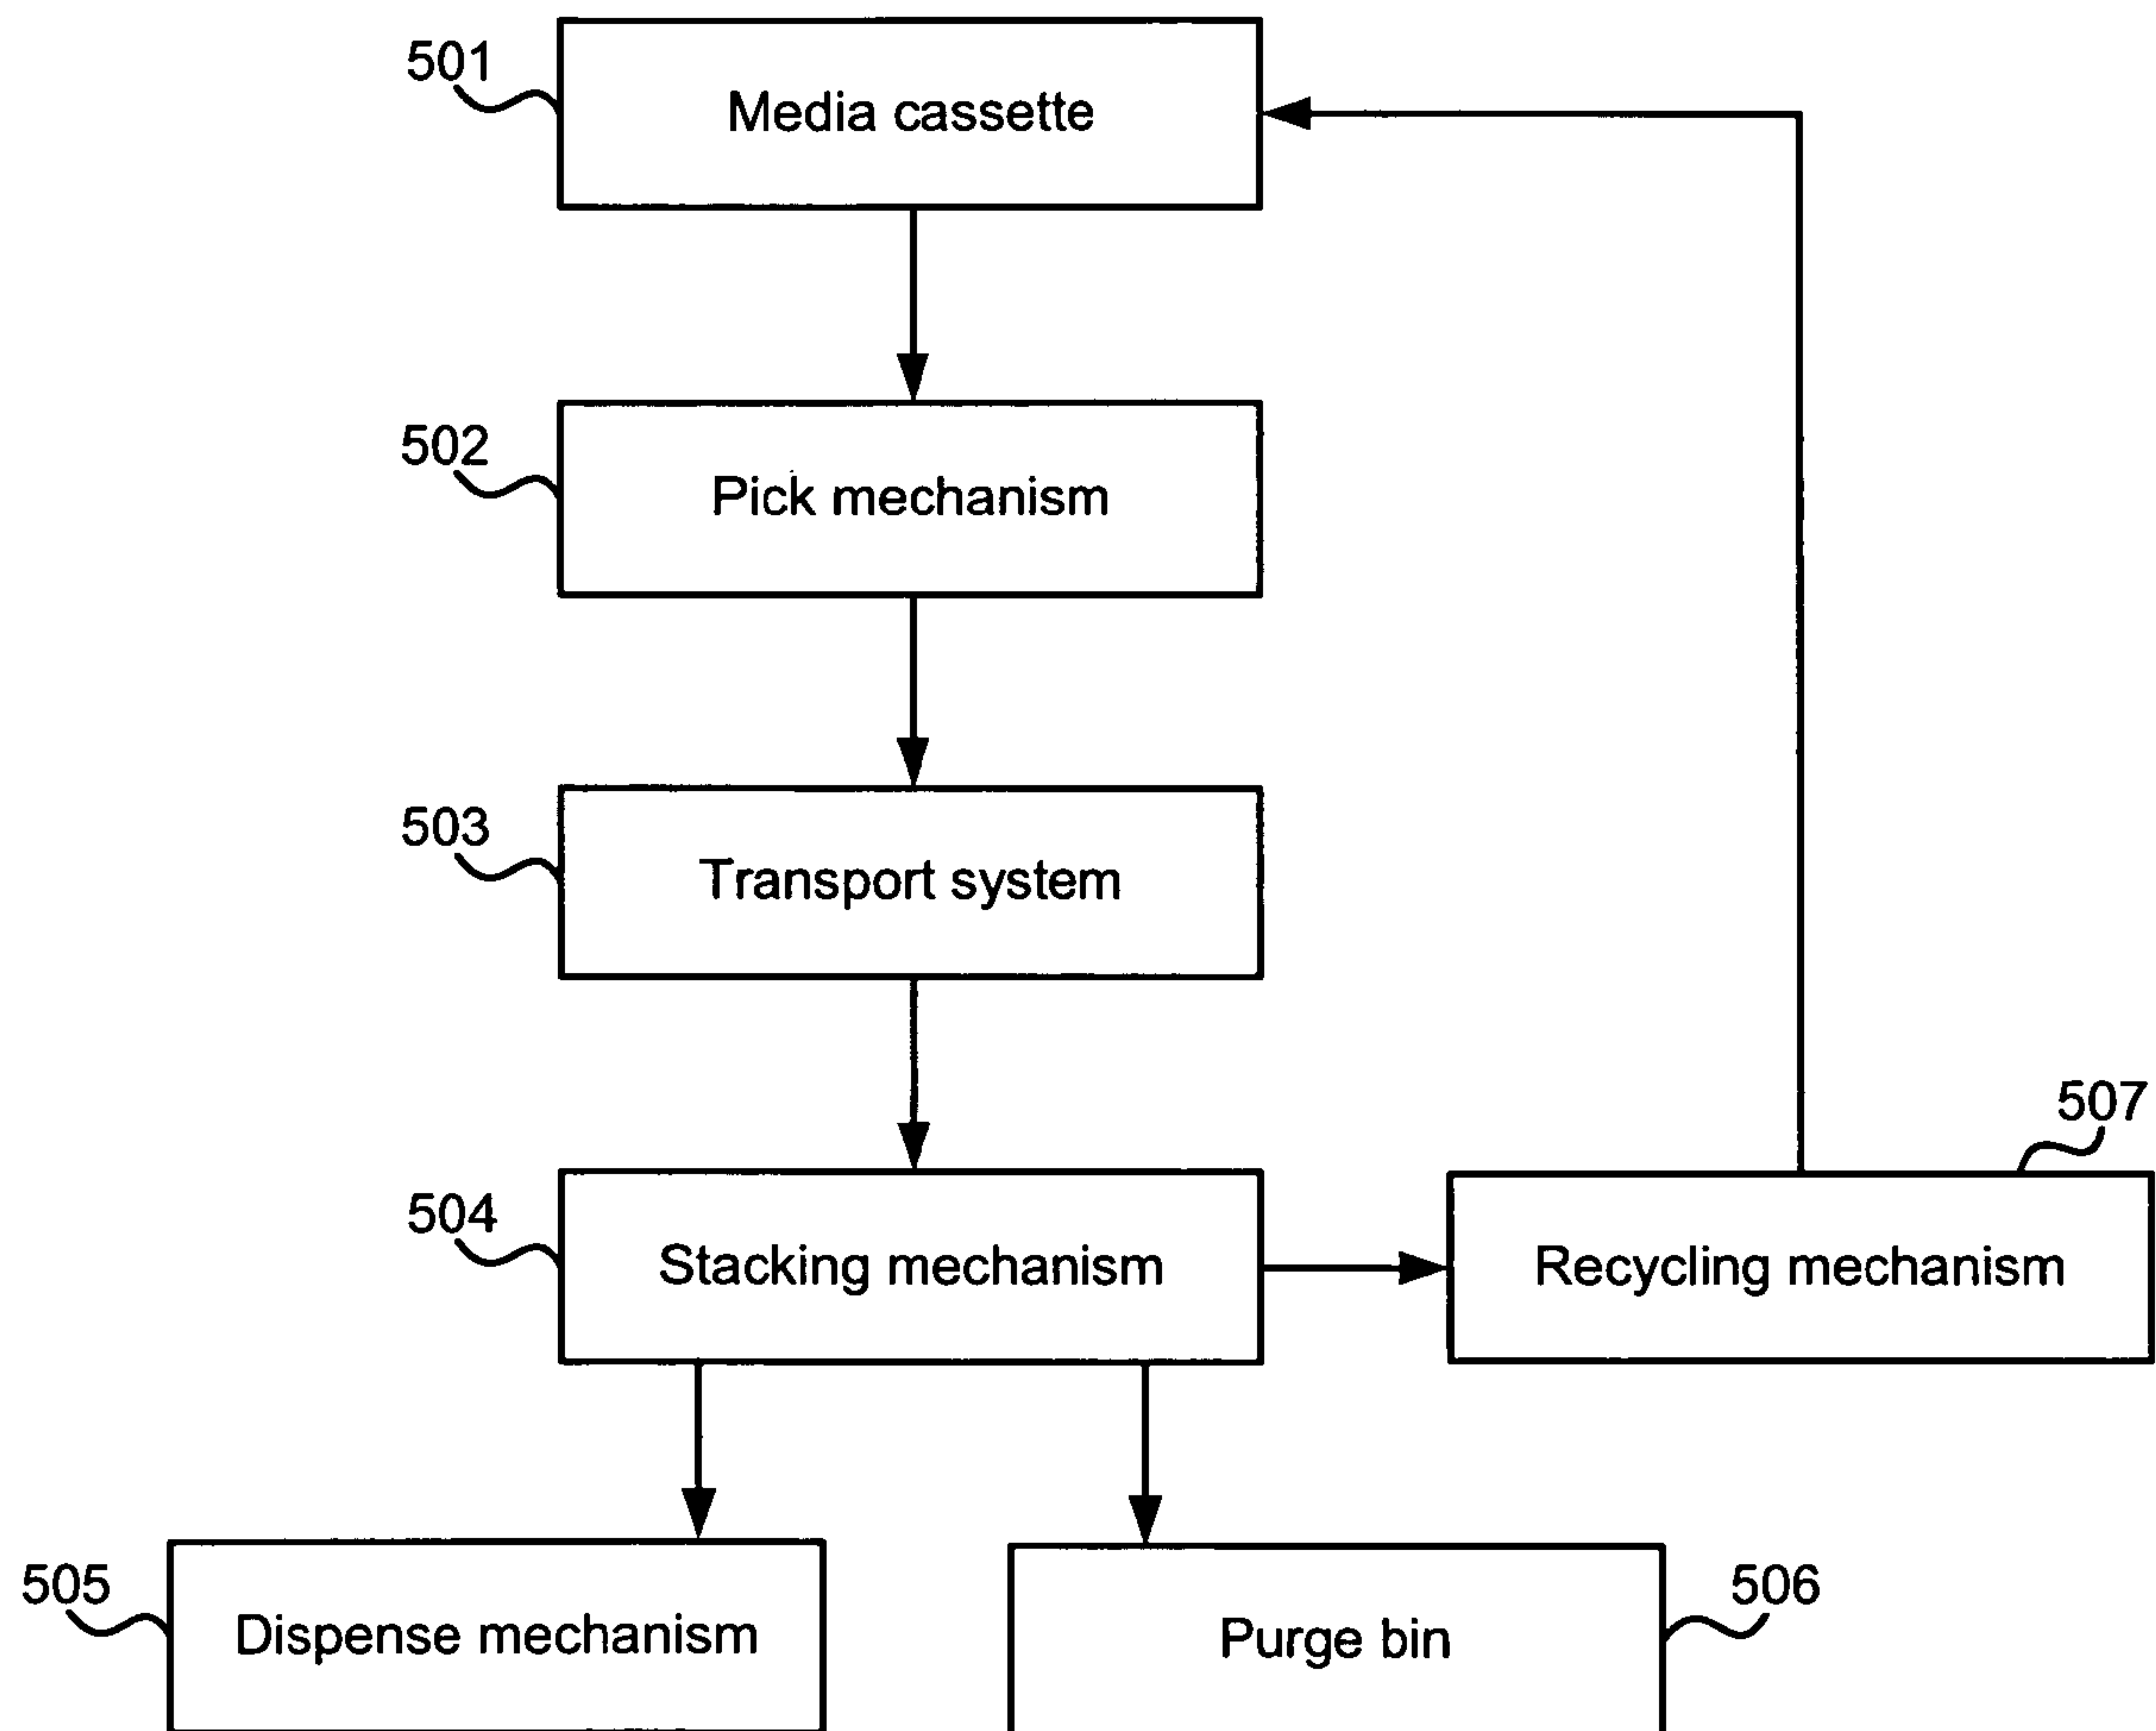 501
Media cassette
502
Pick mechanism
503
Transport system
507
504
Stacking mechanism
Recycling mechanism
505
Dispense mechanism
506
Purge bin